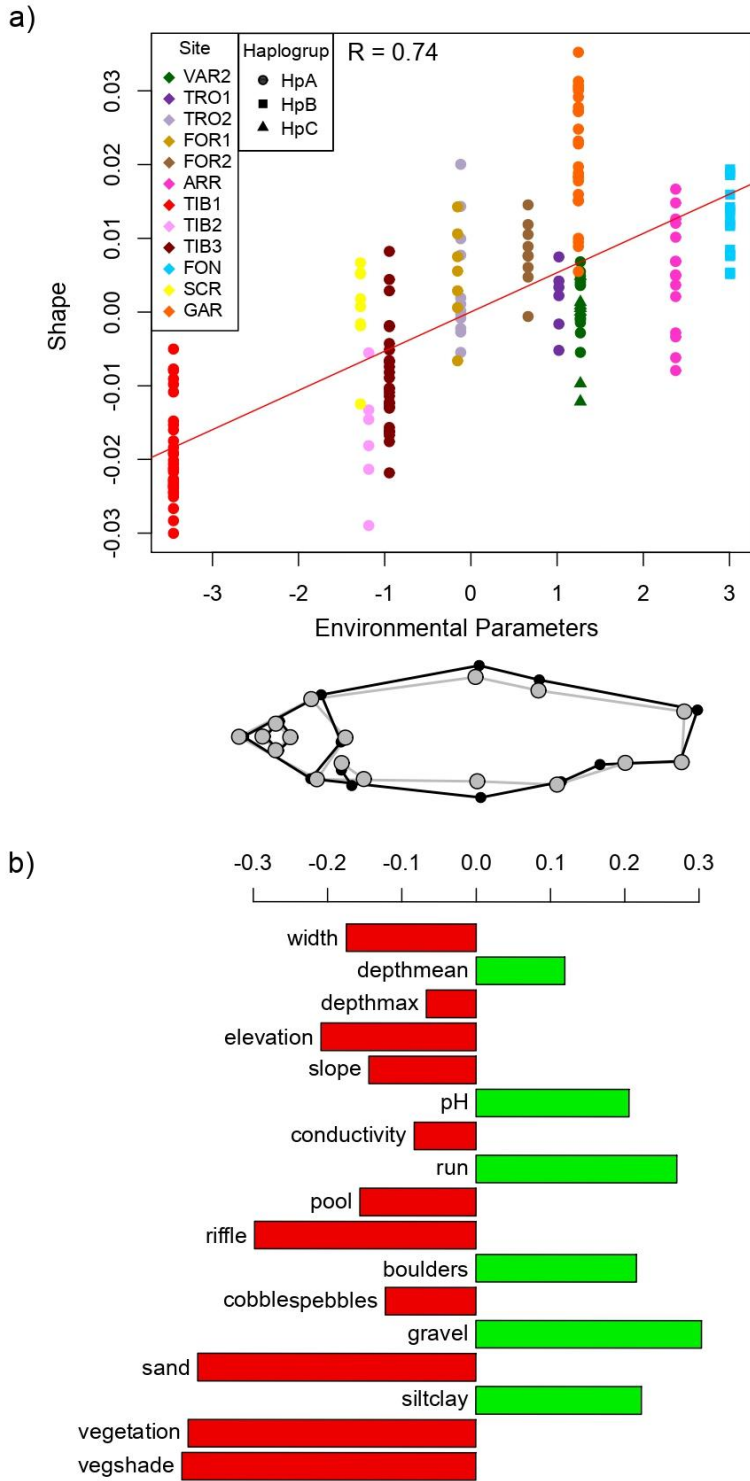 a)
Site
VAR2
TRO1
TRO2
FOR1
FOR2
ARR
TIB1
TIB2
TIB3
FON
SCR
GAR
Haplogrup
HpA
HpB
HpC
R = 0.74
Shape
0.03
0.02
0.01
0.00
-0.01
-0.02
-0.03
-3 -2 -1 0 1 2 3
Environmental Parameters
b)
-0.3 -0.2 -0.1 0.0 0.1 0.2 0.3
width
depthmean
depthmax
elevation
slope
pH
conductivity
run
pool
riffle
boulders
cobblespebbles
gravel
sand
siltclay
vegetation
vegshade